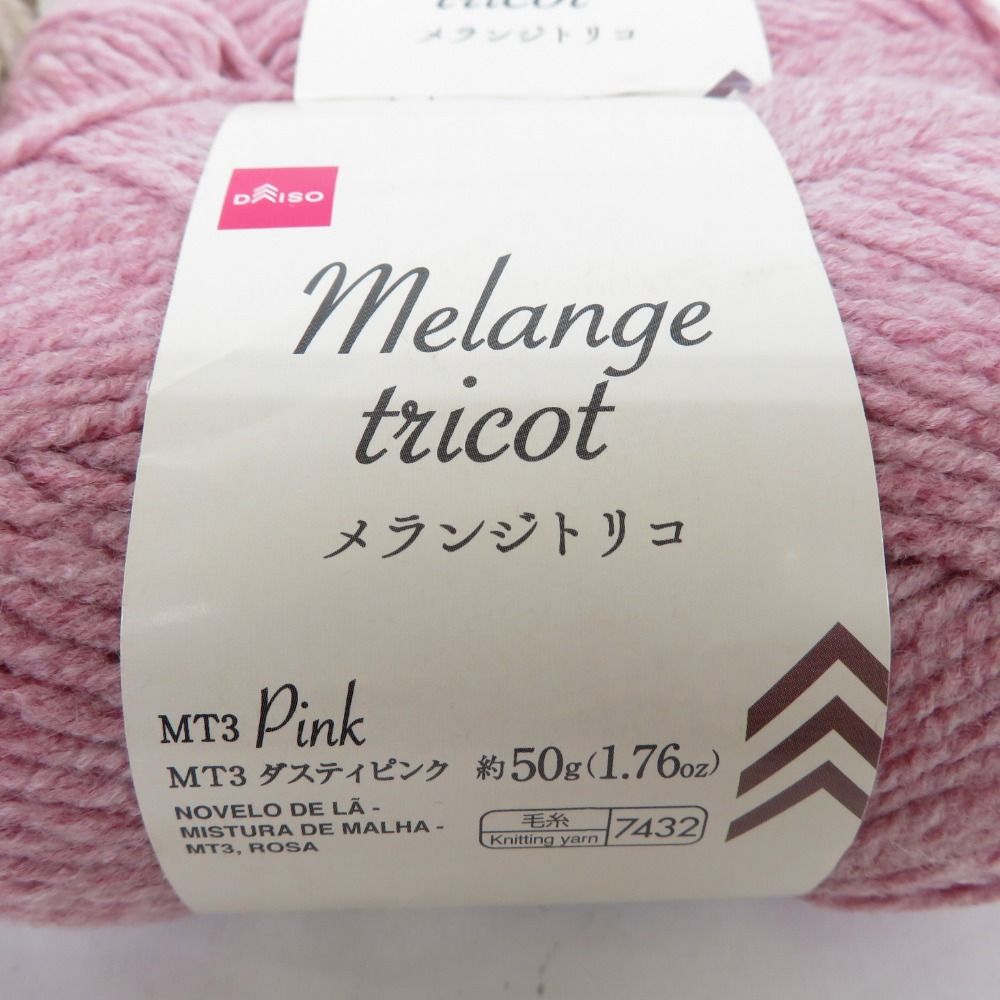 tricot
メランジトリコ
DAISO
Melange
tricot
メランジトリコ
MT3 Pink
MT3 ダスティピンク 約50g(1.76oz)
NOVELO DE LÃ -
MISTURA DE MALHA -
MT3, ROSA
毛糸
Knitting yarn 7432